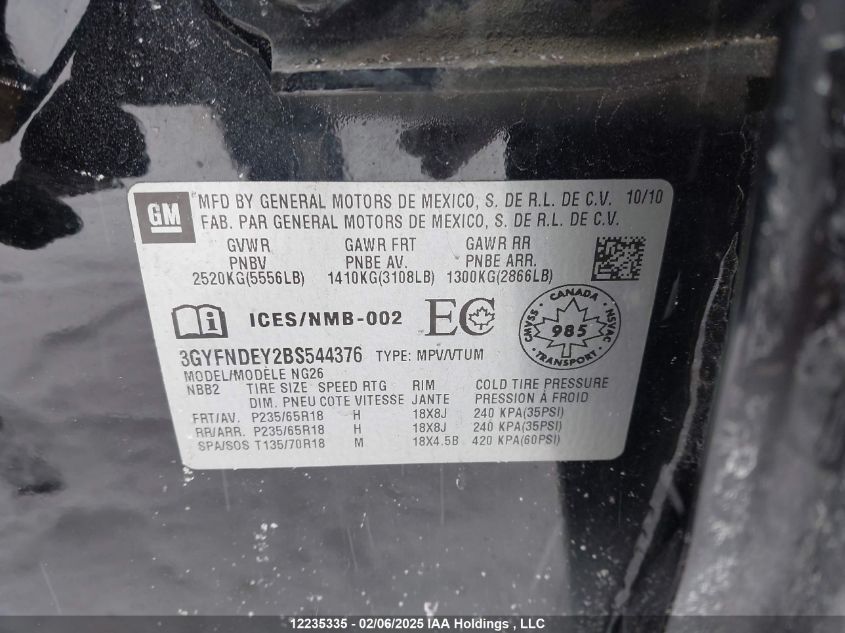 GM
MFD BY GENERAL MOTORS DE MEXICO, S. DE R.L. DE C.V. 10/10
FAB. PAR GENERAL MOTORS DE MEXICO, S. DE R.L. DE C.V.
GVWR GAWR FRT GAWR RR
PNBV PNBE AV. PNBE ARR.
2520KG(5556LB) 1410KG(3108LB) 1300KG(2866LB)
i ICES/NMB-002 EC CANADA CMVSS 985 NSVAC TRANSPORT
3GYFNDEY2BS544376 TYPE: MPV/VTUM
MODEL/MODÈLE NG26
NBB2 TIRE SIZE SPEED RTG RIM COLD TIRE PRESSURE
DIM. PNEU COTE VITESSE JANTE PRESSION À FROID
FRT/AV. P235/65R18 H 18X8J 240 KPA(35PSI)
RR/ARR. P235/65R18 H 18X8J 240 KPA(35PSI)
SPA/SOS T135/70R18 M 18X4.5B 420 KPA(60PSI)
12235335 - 02/06/2025 IAA Holdings , LLC